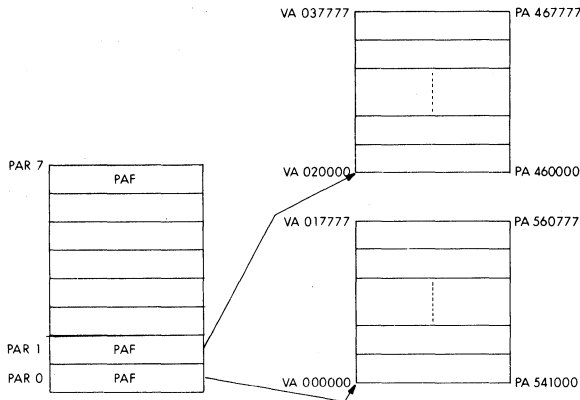 VA 037777
PA 467777
PAR 7
PAF
VA 020000
PA 460000
VA 017777
PA 560777
PAR 1
PAF
PAR 0
PAF
VA 000000
PA 541000